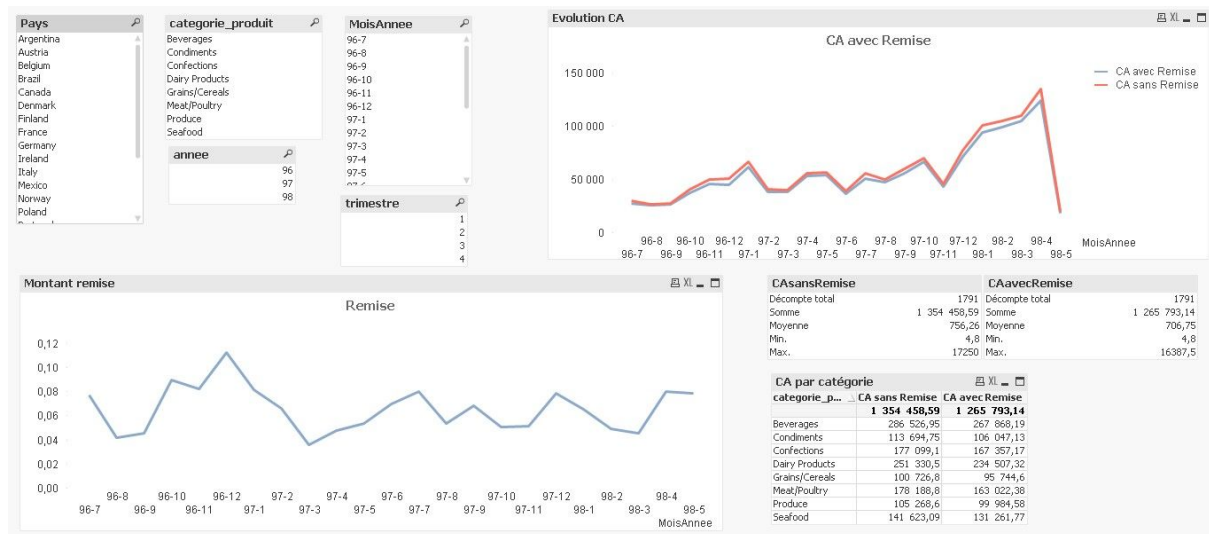 Pays
Argentina
Austria
Belgium
Brazil
Canada
Denmark
Finland
France
Germany
Ireland
Italy
Mexico
Norway
Poland
categorie_produit
Beverages
Condiments
Confections
Dairy Products
Grains/Cereals
Meat/Poultry
Produce
Seafood
annee
96
97
98
MoisAnnee
96-7
96-8
96-9
96-10
96-11
96-12
97-1
97-2
97-3
97-4
97-5
trimestre
1
2
3
4
Evolution CA
XL
CA avec Remise
150 000
100 000
50 000
0
CA avec Remise
CA sans Remise
96-8 96-10 96-12 97-2 97-4 97-6 97-8 97-10 97-12 98-2 98-4
96-7 96-9 96-11 97-1 97-3 97-5 97-7 97-9 97-11 98-1 98-3 98-5
MoisAnnee
Montant remise
XL
Remise
0,12
0,10
0,08
0,06
0,04
0,02
0,00
96-8 96-10 96-12 97-2 97-4 97-6 97-8 97-10 97-12 98-2 98-4
96-7 96-9 96-11 97-1 97-3 97-5 97-7 97-9 97-11 98-1 98-3 98-5
MoisAnnee
CAsansRemise CAavecRemise
Décompte total 1791 Décompte total 1791
Somme 1 354 458,59 Somme 1 265 793,14
Moyenne 756,26 Moyenne 706,75
Min. 4,8 Min. 4,8
Max. 17250 Max. 16387,5
CA par catégorie XL
categorie_p... CA sans Remise CA avec Remise
1 354 458,59 1 265 793,14
Beverages 286 526,95 267 868,19
Condiments 113 694,75 106 047,13
Confections 177 099,1 167 357,17
Dairy Products 251 330,5 234 507,32
Grains/Cereals 100 726,8 95 744,6
Meat/Poultry 178 188,8 163 022,38
Produce 105 268,6 99 984,58
Seafood 141 623,09 131 261,77